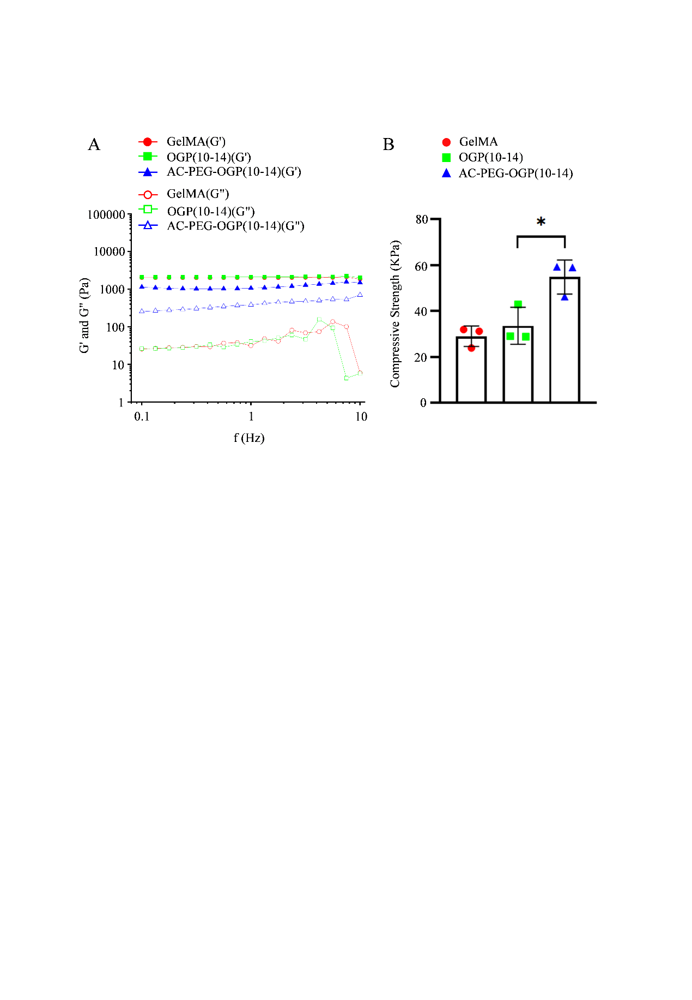 A
GelMA(G')
OGP(10-14)(G')
AC-PEG-OGP(10-14)(G')
GelMA(G")
OGP(10-14)(G")
AC-PEG-OGP(10-14)(G")
100000
10000
1000
100
10
1
G' and G" (Pa)
0.1
1
10
f (Hz)
B
GelMA
OGP(10-14)
AC-PEG-OGP(10-14)
80
60
40
20
0
Compressive Strength (KPa)
*